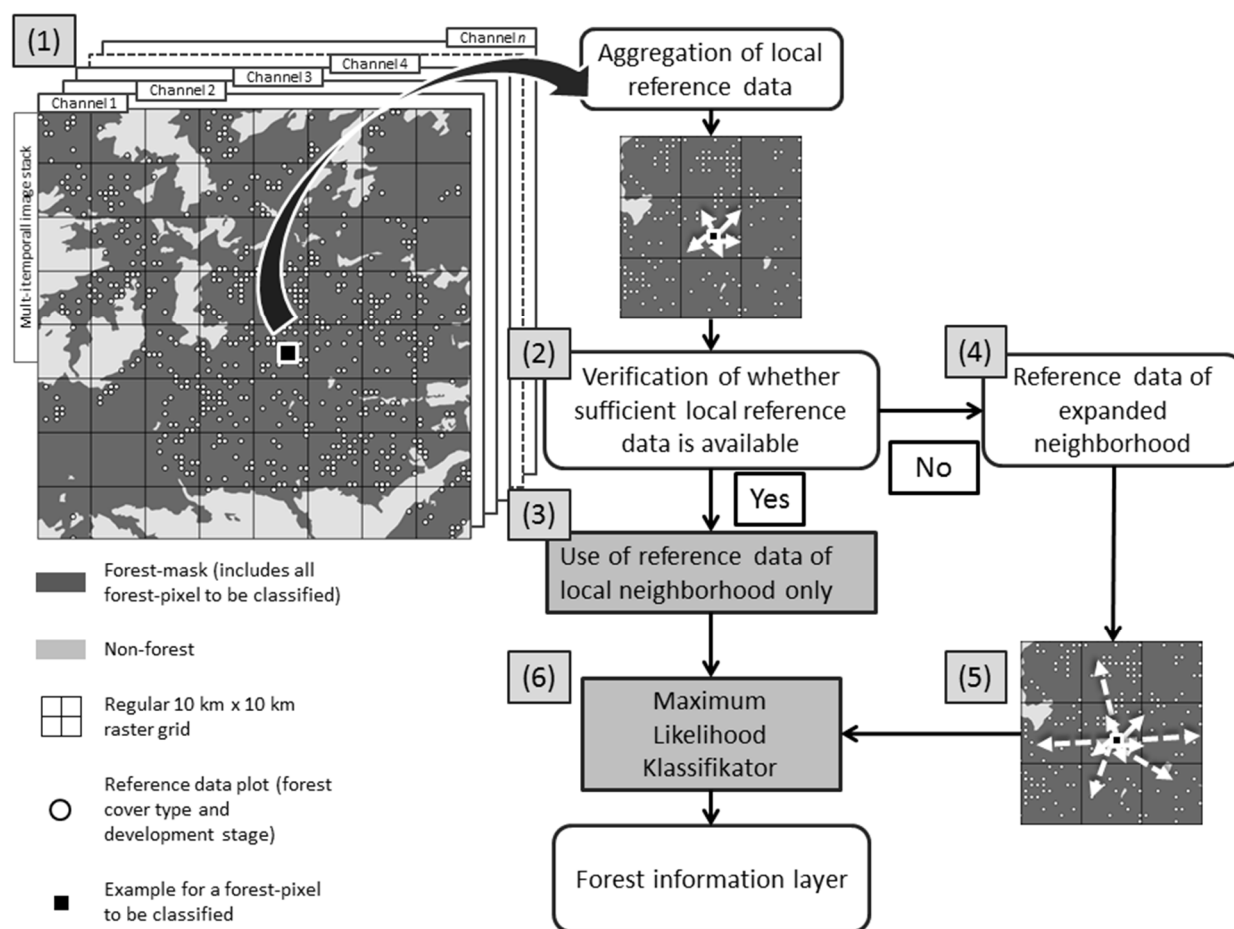 (1)
Channel n
Channel 4
Channel 3
Channel 2
Channel 1
Mult-itemporall image stack
Aggregation of local
reference data
(2)
Verification of whether
sufficient local reference
data is available
(4)
Reference data of
expanded
neighborhood
No
Yes
(3)
Use of reference data of
local neighborhood only
(5)
(6)
Maximum
Likelihood
Klassifikator
Forest information layer
Forest-mask (includes all
forest-pixel to be classified)
Non-forest
Regular 10 km x 10 km
raster grid
Reference data plot (forest
cover type and
development stage)
Example for a forest-pixel
to be classified